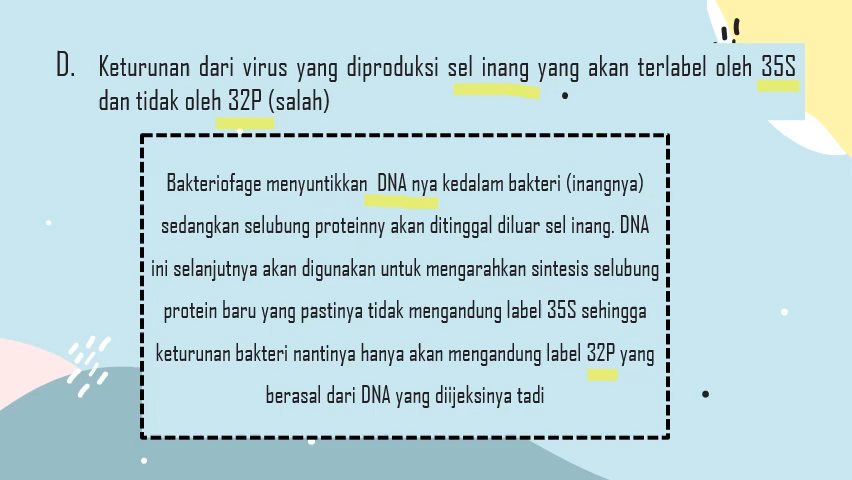 D. Keturunan dari virus yang diproduksi sel inang yang akan terlabel oleh 35S
dan tidak oleh 32P (salah)
Bakteriofage menyuntikkan DNA nya kedalam bakteri (inangnya)
sedangkan selubung proteinny akan ditinggal diluar sel inang. DNA
ini selanjutnya akan digunakan untuk mengarahkan sintesis selubung
protein baru yang pastinya tidak mengandung label 35S sehingga
keturunan bakteri nantinya hanya akan mengandung label 32P yang
berasal dari DNA yang diijeksinya tadi